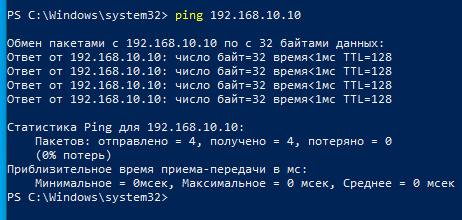 PS C:\Windows\system32> ping 192.168.10.10
Обмен пакетами с 192.168.10.10 по с 32 байтами данных:
Ответ от 192.168.10.10: число байт=32 время<1мс TTL=128
Ответ от 192.168.10.10: число байт=32 время<1мс TTL=128
Ответ от 192.168.10.10: число байт=32 время<1мс TTL=128
Ответ от 192.168.10.10: число байт=32 время<1мс TTL=128
Статистика Ping для 192.168.10.10:
Пакетов: отправлено = 4, получено = 4, потеряно = 0
(0% потерь)
Приблизительное время приема-передачи в мс:
Минимальное = 0мсек, Максимальное = 0 мсек, Среднее = 0 мсек
PS C:\Windows\system32>